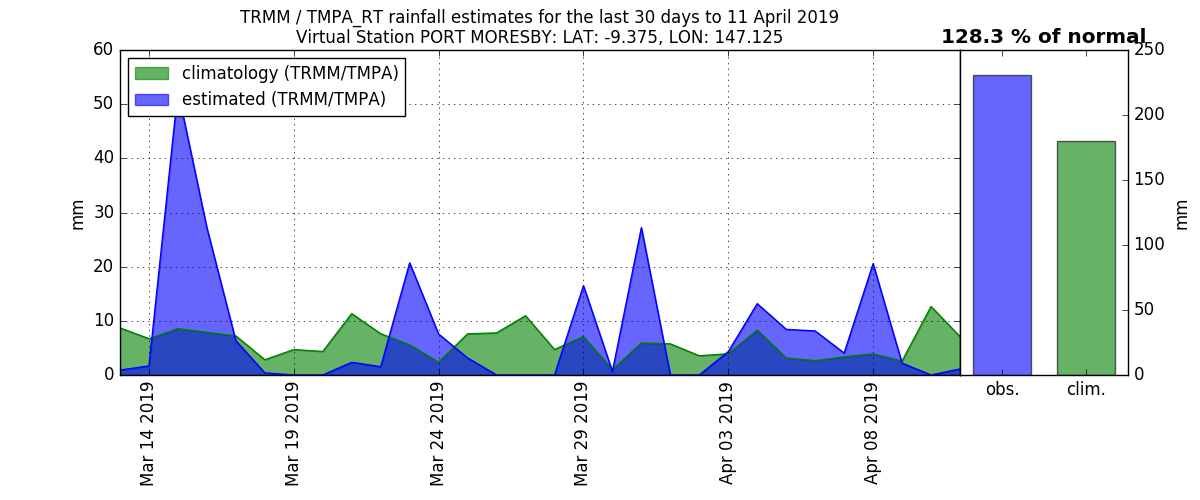 TRMM / TMPA_RT rainfall estimates for the last 30 days to 11 April 2019
Virtual Station PORT MORESBY: LAT: -9.375, LON: 147.125
128.3 % of normal
climatology (TRMM/TMPA)
estimated (TRMM/TMPA)
60
50
40
30
20
10
0
mm
Mar 14 2019
Mar 19 2019
Mar 24 2019
Mar 29 2019
Apr 03 2019
Apr 08 2019
obs.
clim.
250
200
150
100
50
0
mm